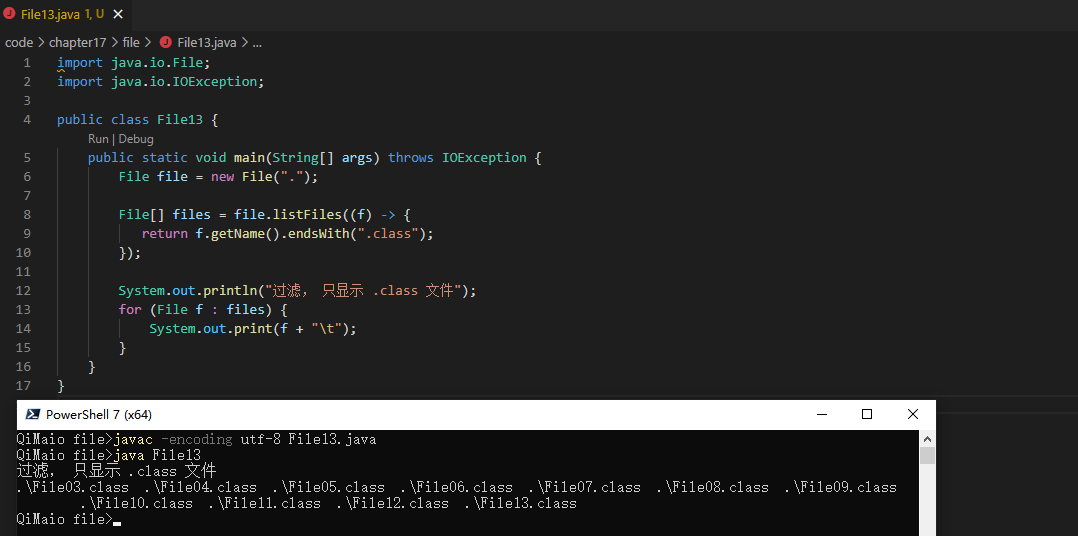 File13.java 1, U
code > chapter17 > file > File13.java > ...
1 import java.io.File;
2 import java.io.IOException;
3
4 public class File13 {
Run | Debug
5 public static void main(String[] args) throws IOException {
6 File file = new File(".");
7
8 File[] files = file.listFiles((f) -> {
9 return f.getName().endsWith(".class");
10 });
11
12 System.out.println("过滤， 只显示 .class 文件");
13 for (File f : files) {
14 System.out.print(f + "\t");
15 }
16 }
17 }
PowerShell 7 (x64)
QiMaio file>javac -encoding utf-8 File13.java
QiMaio file>java File13
过滤， 只显示 .class 文件
.\File03.class .\File04.class .\File05.class .\File06.class .\File07.class .\File08.class .\File09.class
.\File10.class .\File11.class .\File12.class .\File13.class
QiMaio file>